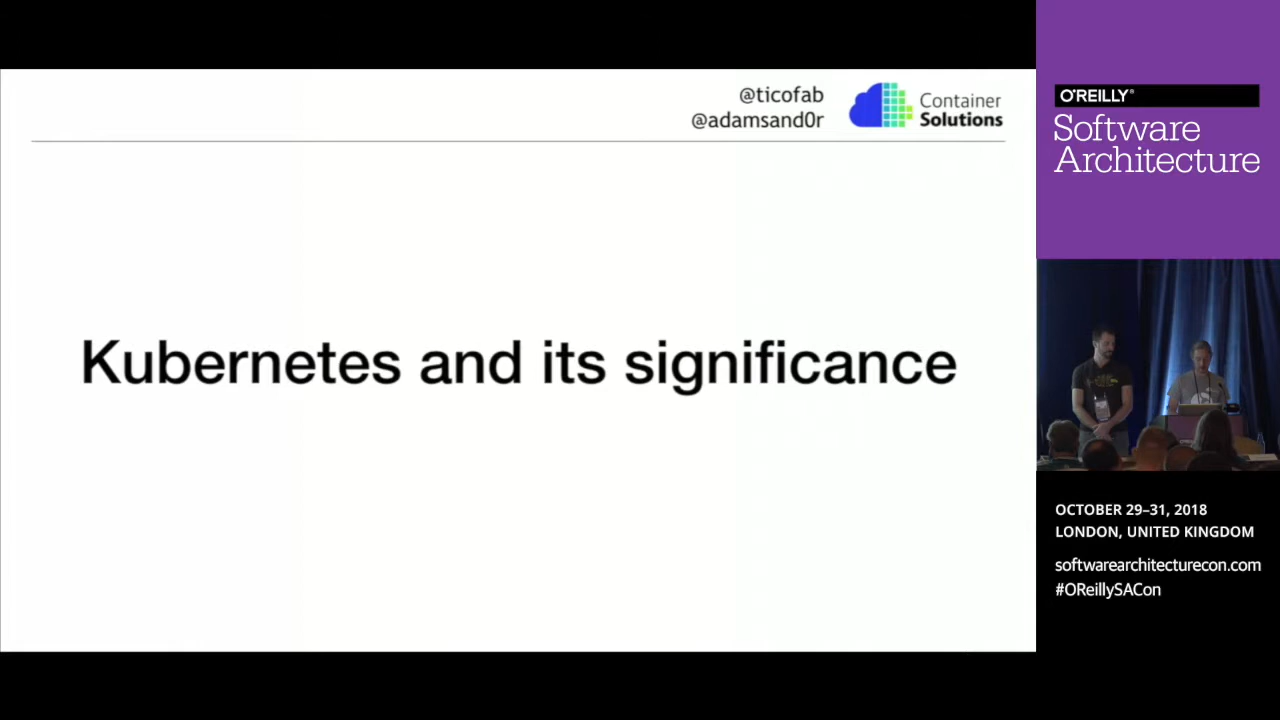 @ticofab
@adamsand0r
Container
Solutions
Kubernetes and its significance
O'REILLY®
Software
Architecture
OCTOBER 29–31, 2018
LONDON, UNITED KINGDOM
softwarearchitecturecon.com
#OReillySACon